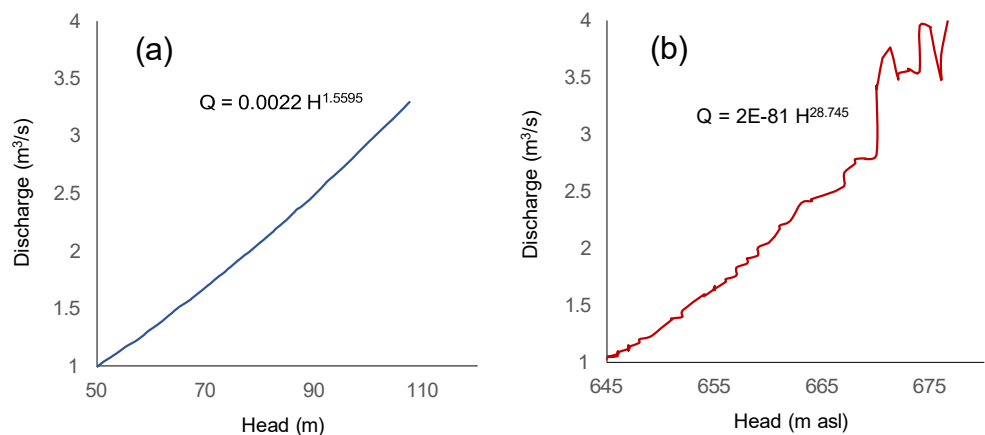 (a)
Q = 0.0022 H^1.5595
Discharge (m³/s)
4
3.5
3
2.5
2
1.5
1
50 70 90 110
Head (m)
(b)
Q = 2E-81 H^28.745
Discharge (m³/s)
4
3.5
3
2.5
2
1.5
1
645 655 665 675
Head (m asl)